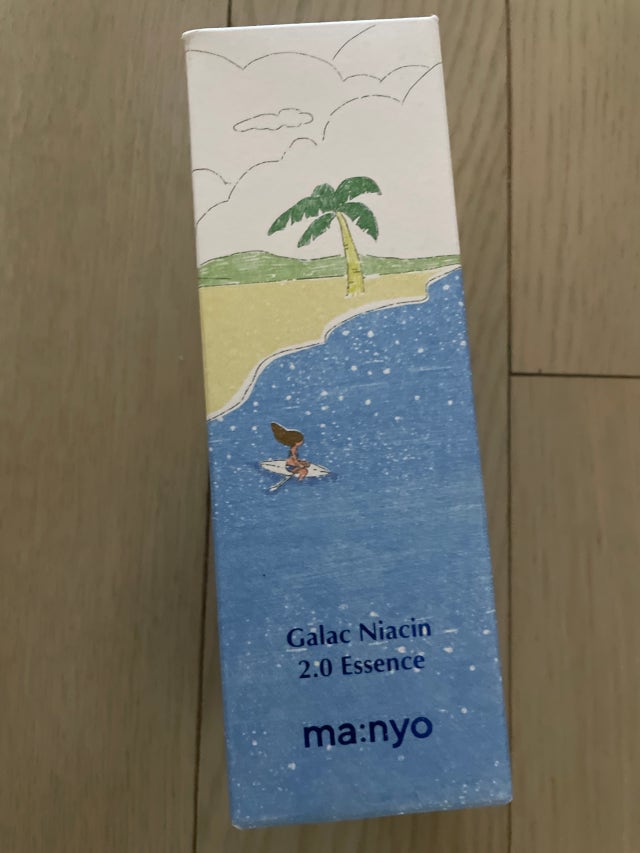 Galac Niacin
2.0 Essence
ma:nyo